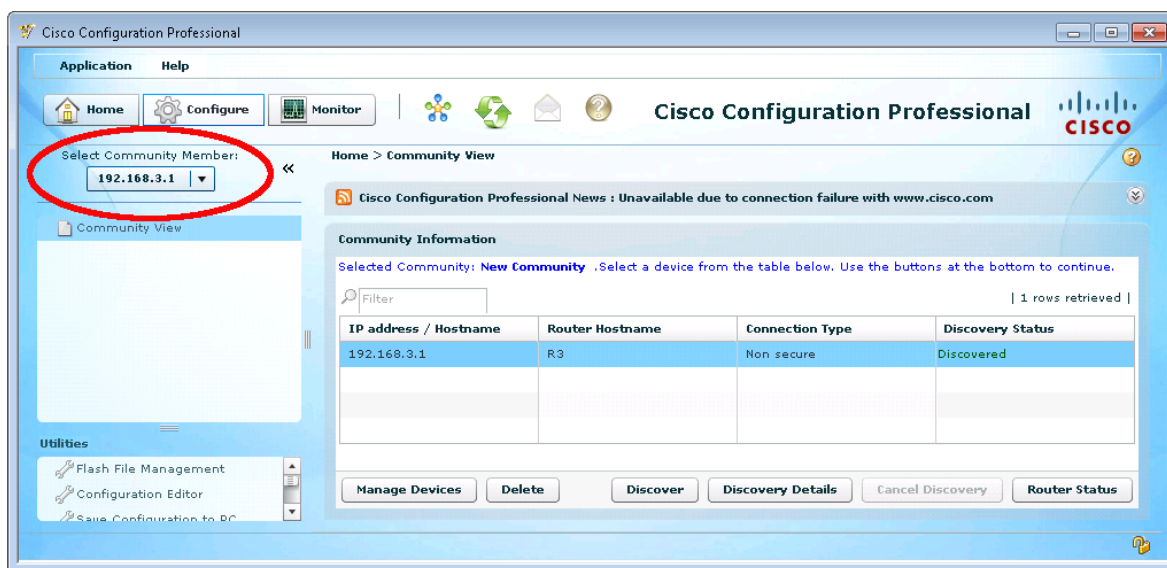 Cisco Configuration Professional
Application Help
Home Configure Monitor Cisco Configuration Professional
CISCO
Select Community Member:
192.168.3.1
Home > Community View
Cisco Configuration Professional News : Unavailable due to connection failure with www.cisco.com
Community View
Community Information
Selected Community: New Community .Select a device from the table below. Use the buttons at the bottom to continue.
Filter
| 1 rows retrieved |
IP address / Hostname Router Hostname Connection Type Discovery Status
192.168.3.1 R3 Non secure Discovered
Utilities
Flash File Management
Configuration Editor
Save Configuration to PC
Manage Devices Delete Discover Discovery Details Cancel Discovery Router Status